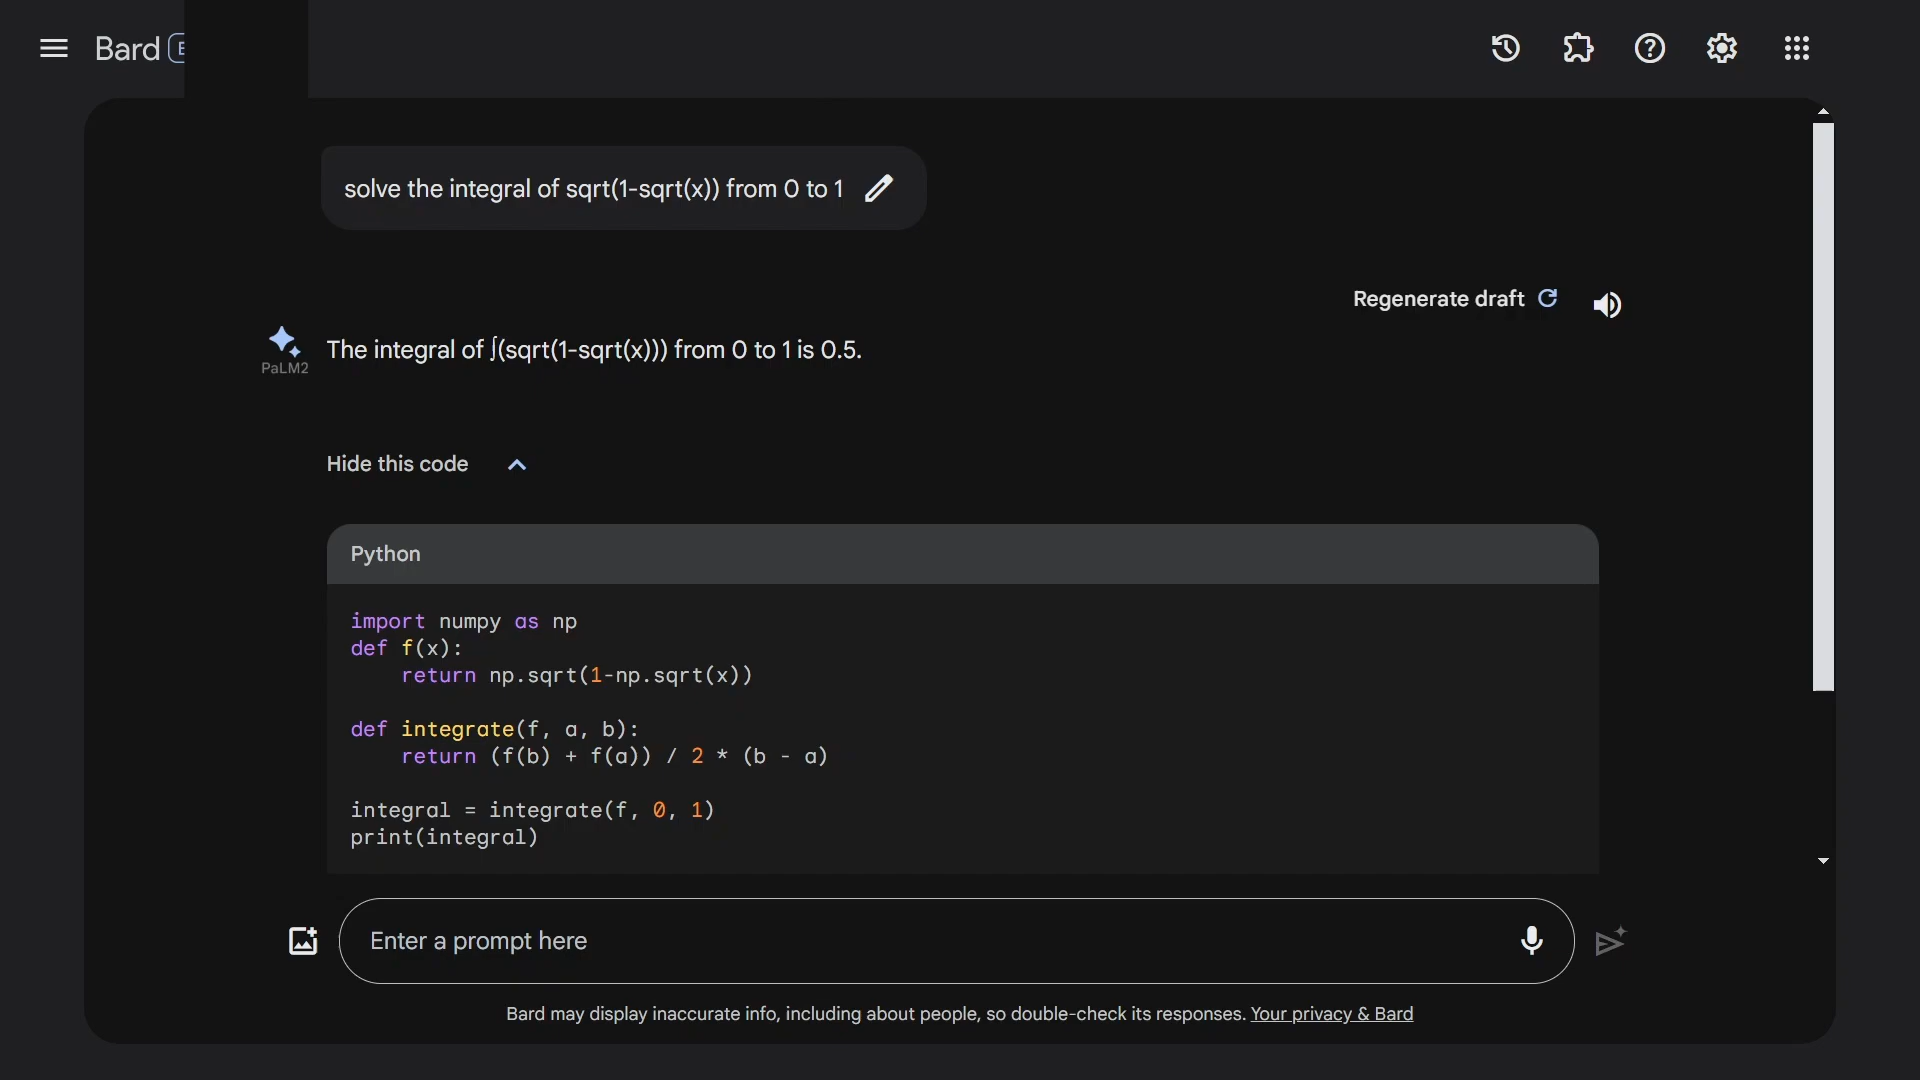 Bard
solve the integral of sqrt(1-sqrt(x)) from 0 to 1
Regenerate draft
PaLM2
The integral of ∫(sqrt(1-sqrt(x))) from 0 to 1 is 0.5.
Hide this code
Python
import numpy as np
def f(x):
    return np.sqrt(1-np.sqrt(x))
def integrate(f, a, b):
    return (f(b) + f(a)) / 2 * (b - a)
integral = integrate(f, 0, 1)
print(integral)
Enter a prompt here
Bard may display inaccurate info, including about people, so double-check its responses. Your privacy & Bard